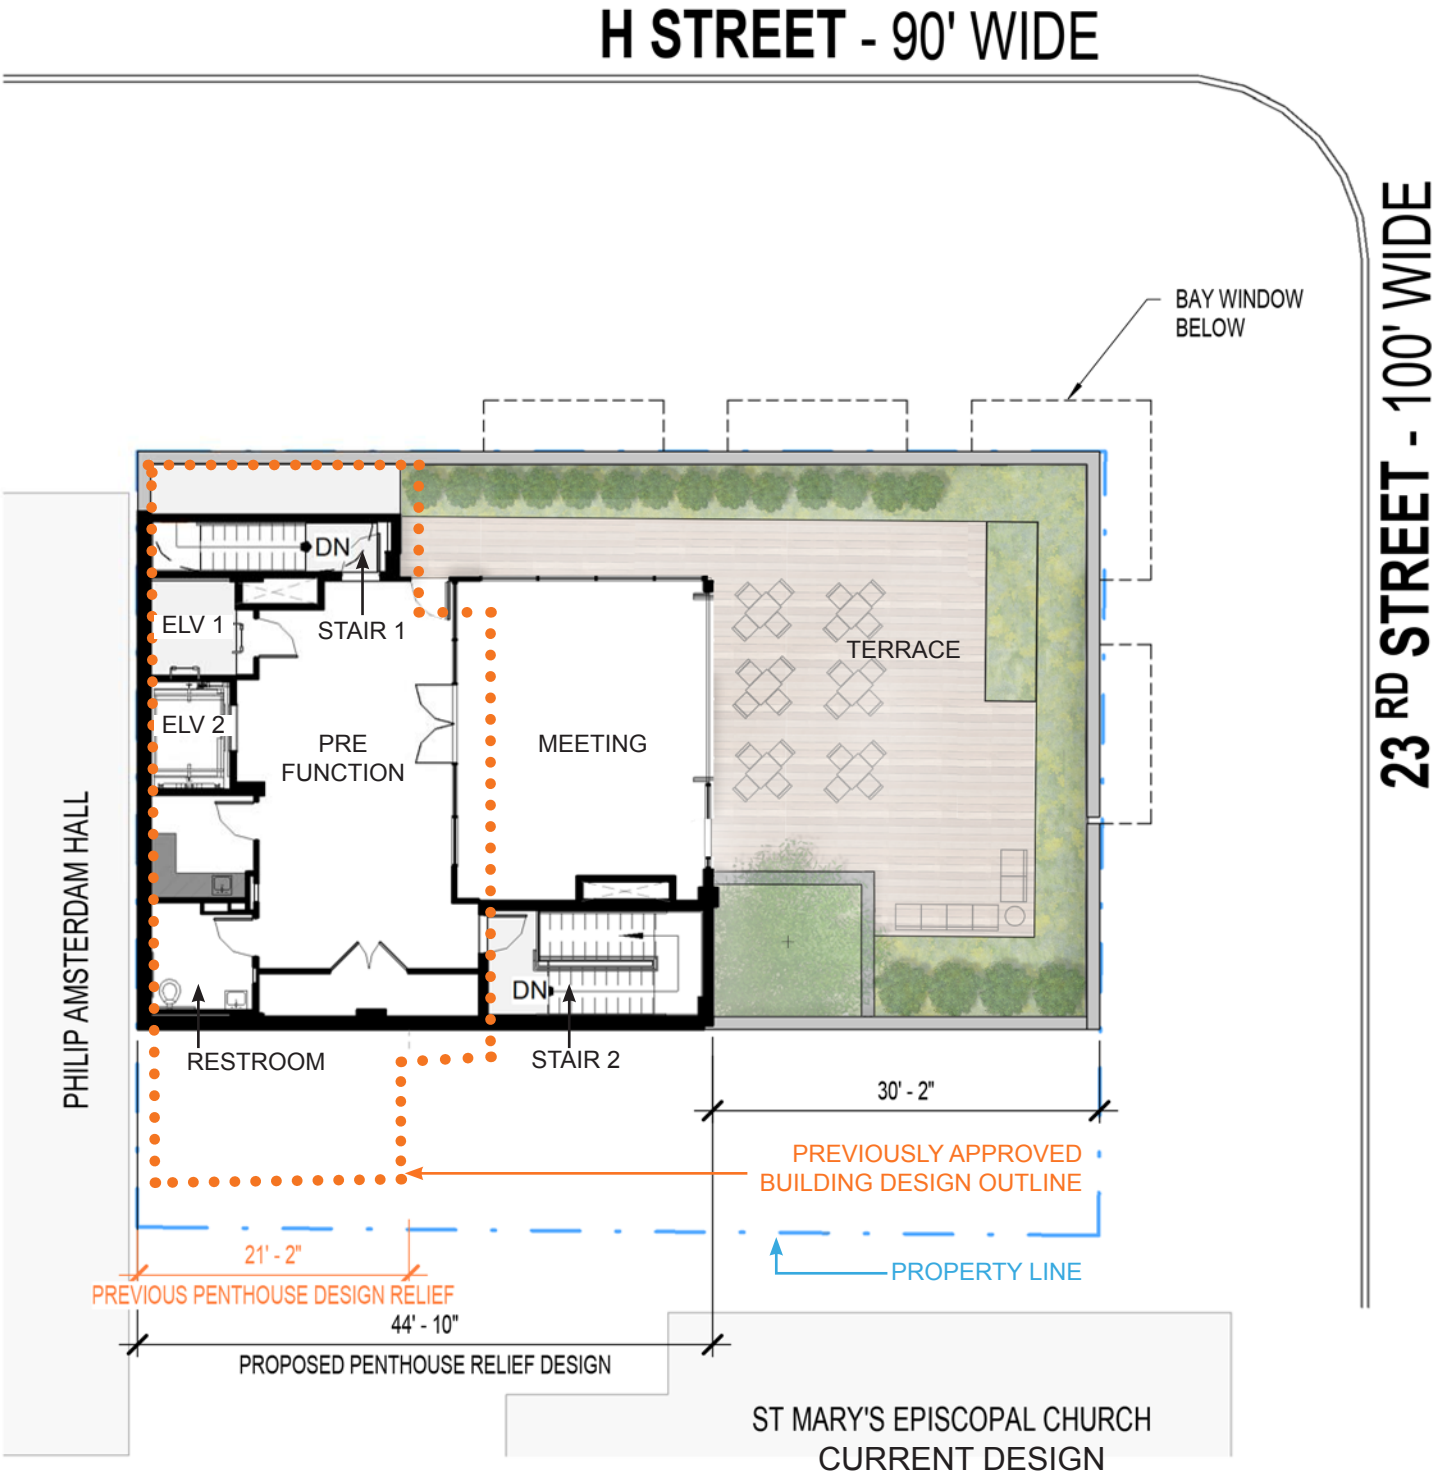 H STREET - 90' WIDE
23 RD STREET - 100' WIDE
BAY WINDOW
BELOW
DN
ELV 1
STAIR 1
TERRACE
ELV 2
PRE
FUNCTION
MEETING
PHILIP AMSTERDAM HALL
DN
RESTROOM
STAIR 2
30' - 2"
PREVIOUSLY APPROVED
BUILDING DESIGN OUTLINE
21' - 2"
PROPERTY LINE
PREVIOUS PENTHOUSE DESIGN RELIEF
44' - 10"
PROPOSED PENTHOUSE RELIEF DESIGN
ST MARY'S EPISCOPAL CHURCH
CURRENT DESIGN